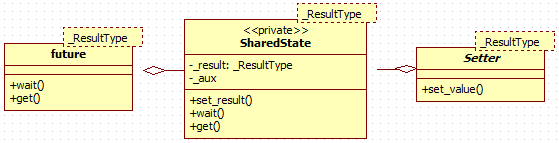 _ResultType
future
+wait()
+get()
_ResultType
<<private>>
SharedState
-_result: _ResultType
-_aux
+set_result()
+wait()
+get()
_ResultType
Setter
+set_value()